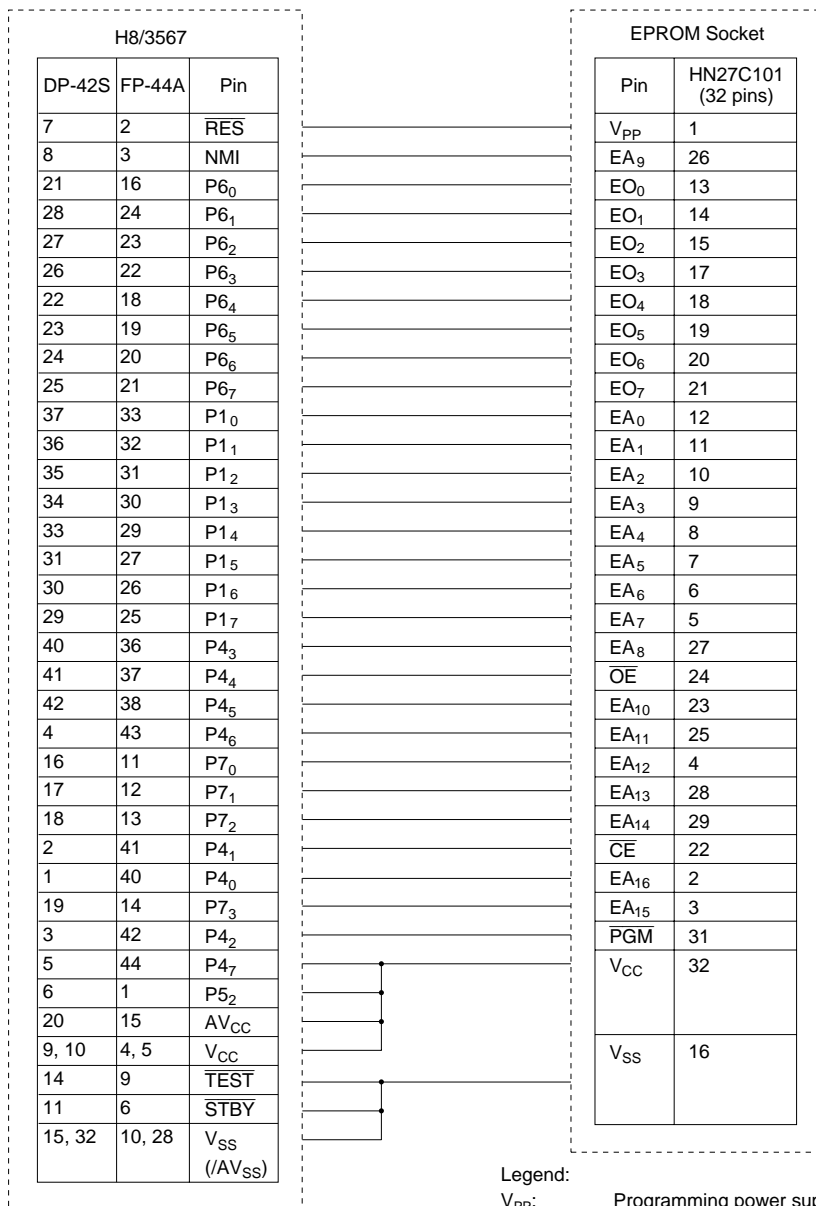 H8/3567
DP-42S FP-44A Pin
7 2 RES
8 3 NMI
21 16 P6₀
28 24 P6₁
27 23 P6₂
26 22 P6₃
22 18 P6₄
23 19 P6₅
24 20 P6₆
25 21 P6₇
37 33 P1₀
36 32 P1₁
35 31 P1₂
34 30 P1₃
33 29 P1₄
31 27 P1₅
30 26 P1₆
29 25 P1₇
40 36 P4₃
41 37 P4₄
42 38 P4₅
4 43 P4₆
16 11 P7₀
17 12 P7₁
18 13 P7₂
2 41 P4₁
1 40 P4₀
19 14 P7₃
3 42 P4₂
5 44 P4₇
6 1 P5₂
20 15 AVCC
9, 10 4, 5 VCC
14 9 TEST
11 6 STBY
15, 32 10, 28 VSS
(/AVSS)
EPROM Socket
Pin HN27C101
(32 pins)
VPP 1
EA₉ 26
EO₀ 13
EO₁ 14
EO₂ 15
EO₃ 17
EO₄ 18
EO₅ 19
EO₆ 20
EO₇ 21
EA₀ 12
EA₁ 11
EA₂ 10
EA₃ 9
EA₄ 8
EA₅ 7
EA₆ 6
EA₇ 5
EA₈ 27
OE 24
EA₁₀ 23
EA₁₁ 25
EA₁₂ 4
EA₁₃ 28
EA₁₄ 29
CE 22
EA₁₆ 2
EA₁₅ 3
PGM 31
VCC 32
VSS 16
Legend:
VPP: Programming power